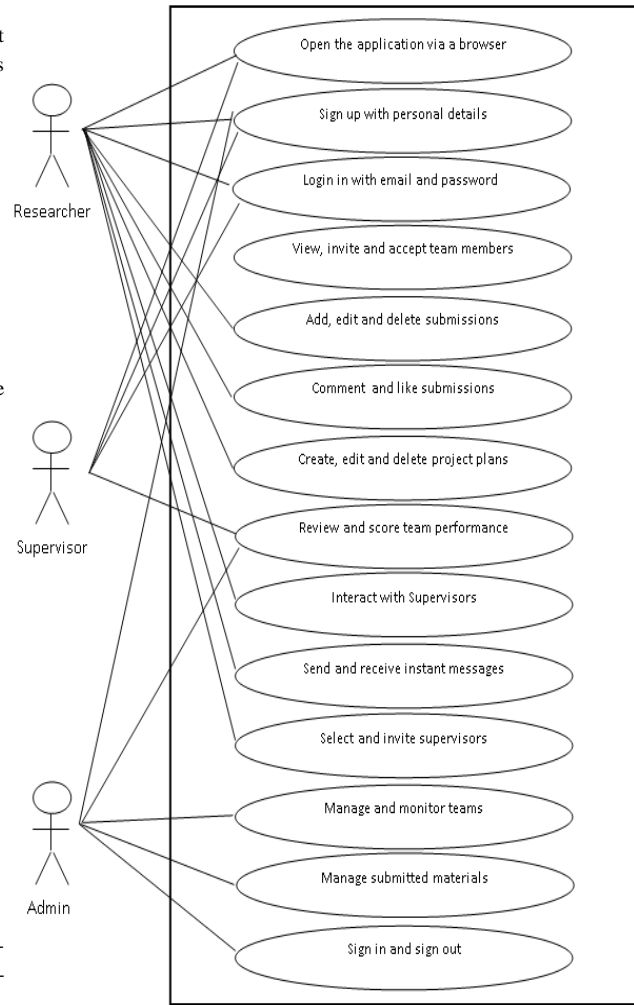 t
s
Open the application via a browser
Sign up with personal details
Researcher
Login in with email and password
View, invite and accept team members
Add, edit and delete submissions
e
Comment and like submissions
Create, edit and delete project plans
Supervisor
Review and score team performance
Interact with Supervisors
Send and receive instant messages
Select and invite supervisors
Manage and monitor teams
Manage submitted materials
Admin
Sign in and sign out